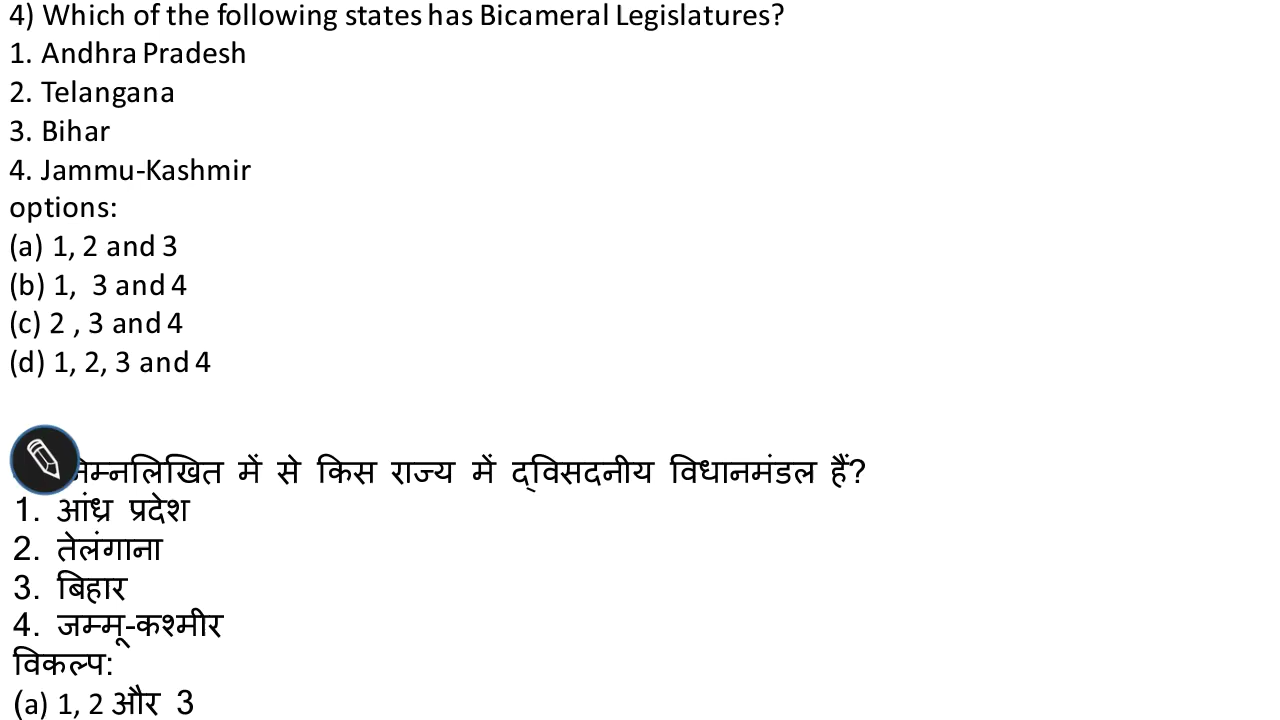 4) Which of the following states has Bicameral Legislatures?
1. Andhra Pradesh
2. Telangana
3. Bihar
4. Jammu-Kashmir
options:
(a) 1, 2 and 3
(b) 1, 3 and 4
(c) 2 , 3 and 4
(d) 1, 2, 3 and 4
में से किस राज्य में द्विसदनीय विधानमंडल हैं?
1. आंध्र प्रदेश
2. तेलंगाना
3. बिहार
4. जम्मू-कश्मीर
विकल्प:
(a) 1, 2 और 3